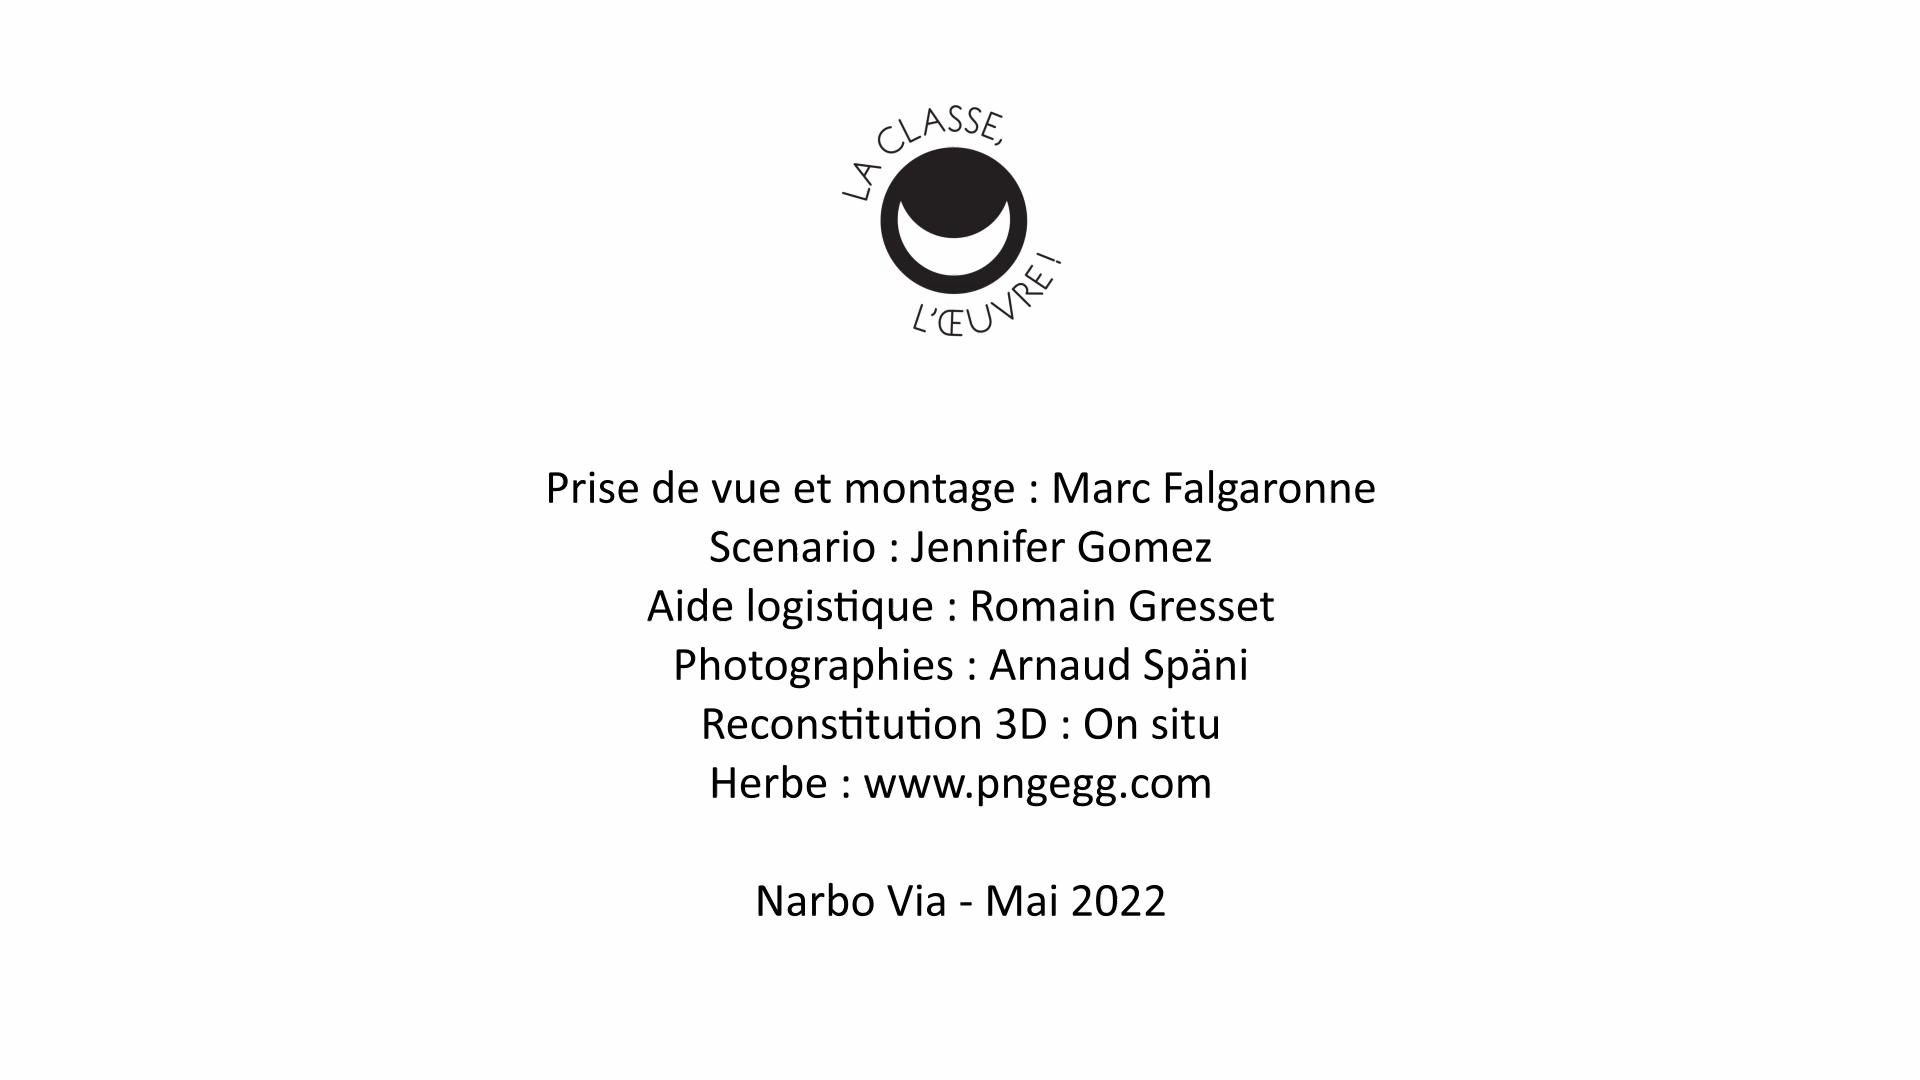 LA CLASSE,
L'ŒUVRE !
Prise de vue et montage : Marc Falgaronne
Scenario : Jennifer Gomez
Aide logistique : Romain Gresset
Photographies : Arnaud Späni
Reconstitution 3D : On situ
Herbe : www.pngegg.com
Narbo Via - Mai 2022